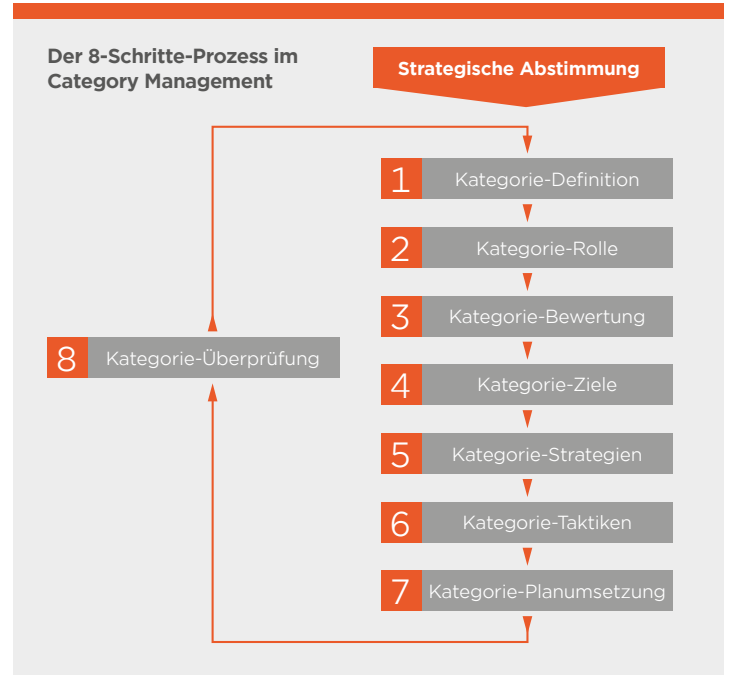 Der 8-Schritte-Prozess im
Category Management
Strategische Abstimmung
1 Kategorie-Definition
2 Kategorie-Rolle
3 Kategorie-Bewertung
4 Kategorie-Ziele
5 Kategorie-Strategien
6 Kategorie-Taktiken
7 Kategorie-Planumsetzung
8 Kategorie-Überprüfung